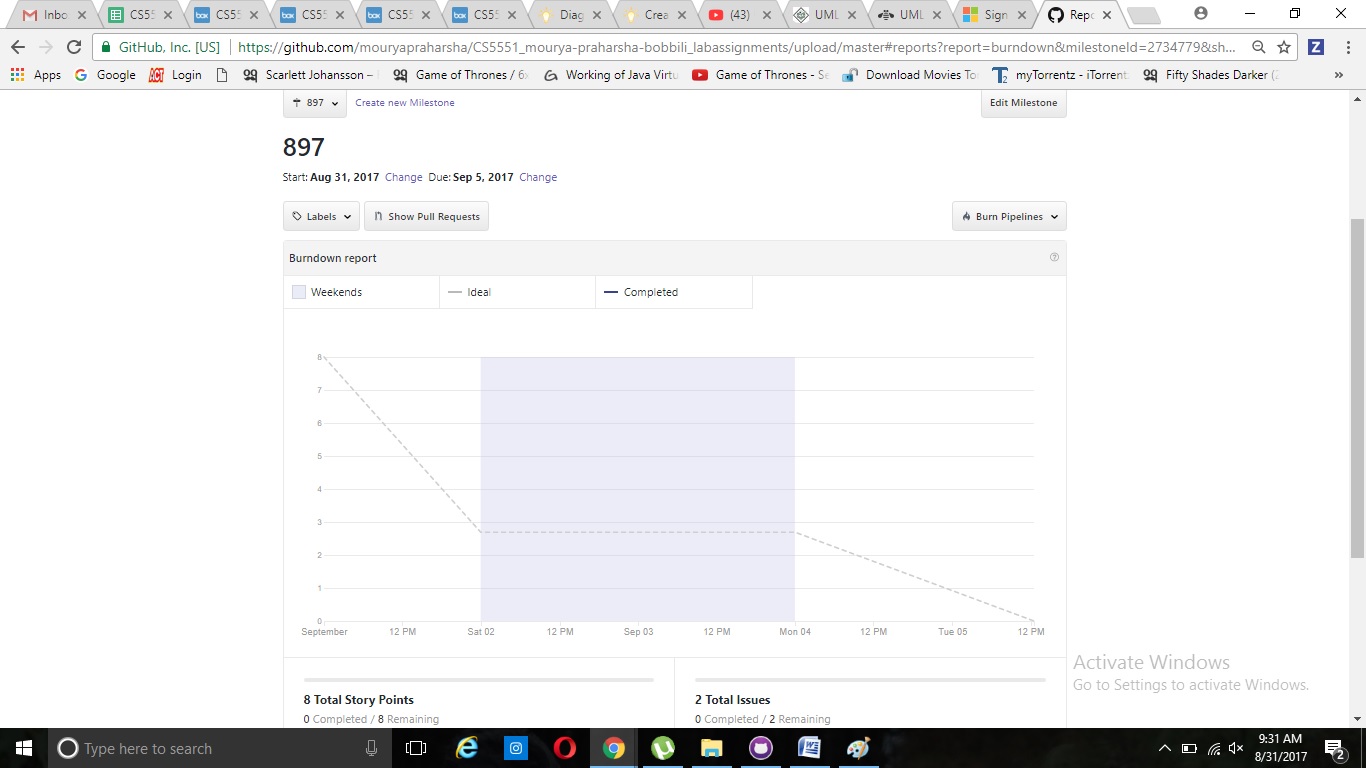 Inbo
CS55
CS55
CS55
CS55
CS55
Diag
Crea
(43)
UML
UML
Sign
Repo
GitHub, Inc. [US]
https://github.com/mouryapraharsha/CS5551_mourya-praharsha-bobbili_labassignments/upload/master#reports?report=burndown&milestoneId=2734779&sh...
Apps
Google
ACT
Login
Scarlett Johansson –
Game of Thrones / 6x
Working of Java Virtu
Game of Thrones - Se
Download Movies To
myTorrentz - iTorrent
Fifty Shades Darker (2
»
897
Create new Milestone
Edit Milestone
897
Start: Aug 31, 2017 Change Due: Sep 5, 2017 Change
Labels
Show Pull Requests
Burn Pipelines
Burndown report
Weekends
Ideal
Completed
8
7
6
5
4
3
2
1
0
September
12 PM
Sat 02
12 PM
Sep 03
12 PM
Mon 04
12 PM
Tue 05
12 PM
Activate Windows
Go to Settings to activate Windows.
8 Total Story Points
0 Completed / 8 Remaining
2 Total Issues
0 Completed / 2 Remaining
Type here to search
9:31 AM
8/31/2017
2